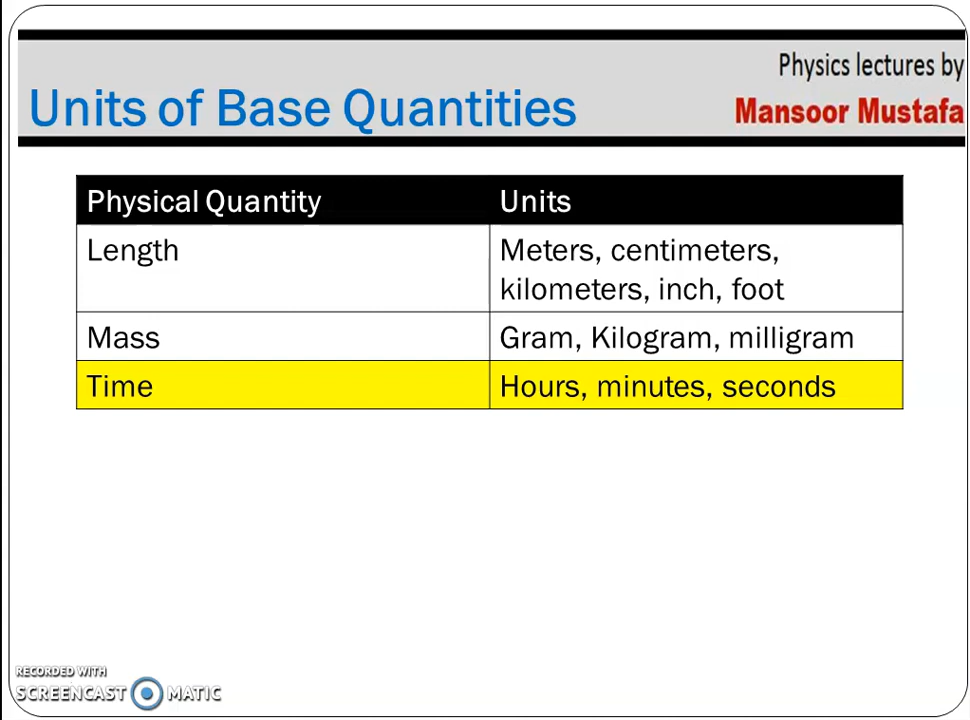 Physics lectures by
Units of Base Quantities
Mansoor Mustafa
Physical Quantity Units
Length Meters, centimeters,
kilometers, inch, foot
Mass Gram, Kilogram, milligram
Time Hours, minutes, seconds
RECORDED WITH
SCREENCAST MATIC